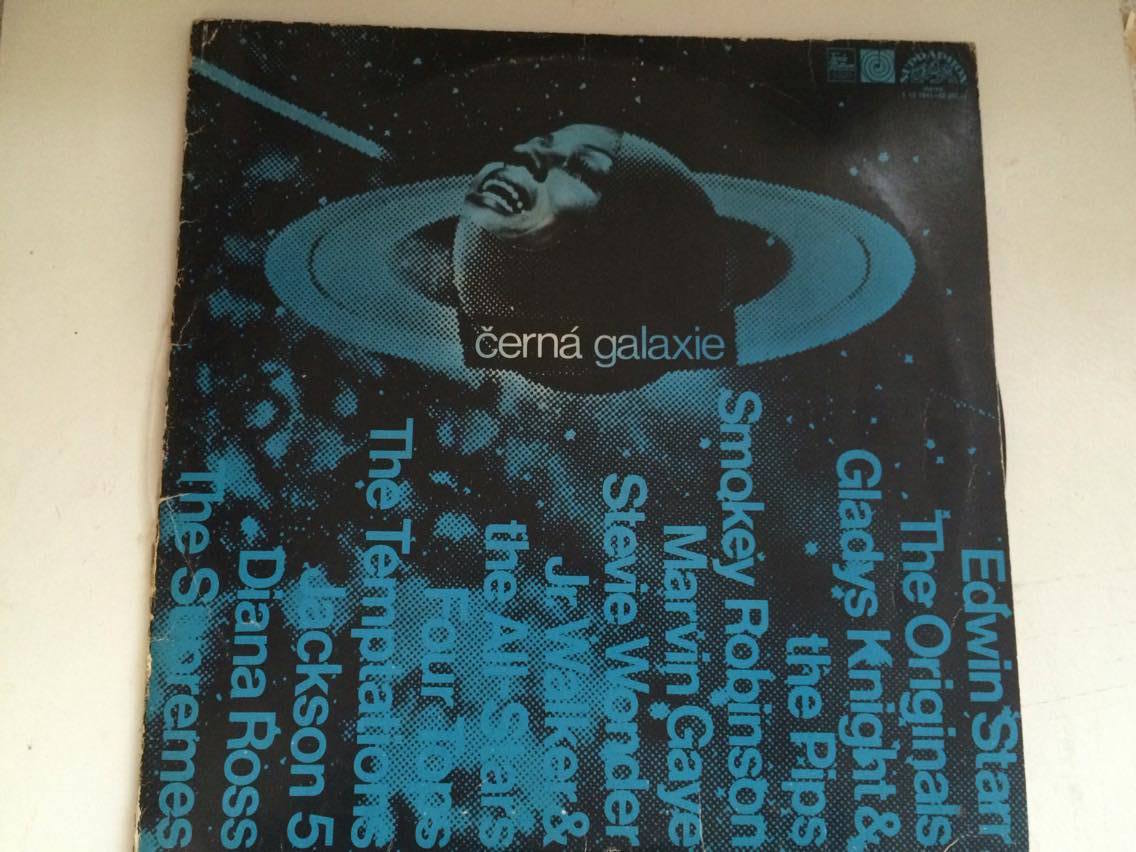 SUPRAPHON
černá galaxie
Edwin Starr
The Originals
Gladys Knight &
the Pips
Smokey Robinson
Marvin Gaye
Stevie Wonder
Jr. Walker &
the All-Stars
Four Tops
The Temptations
Jackson 5
Diana Ross
The Supremes